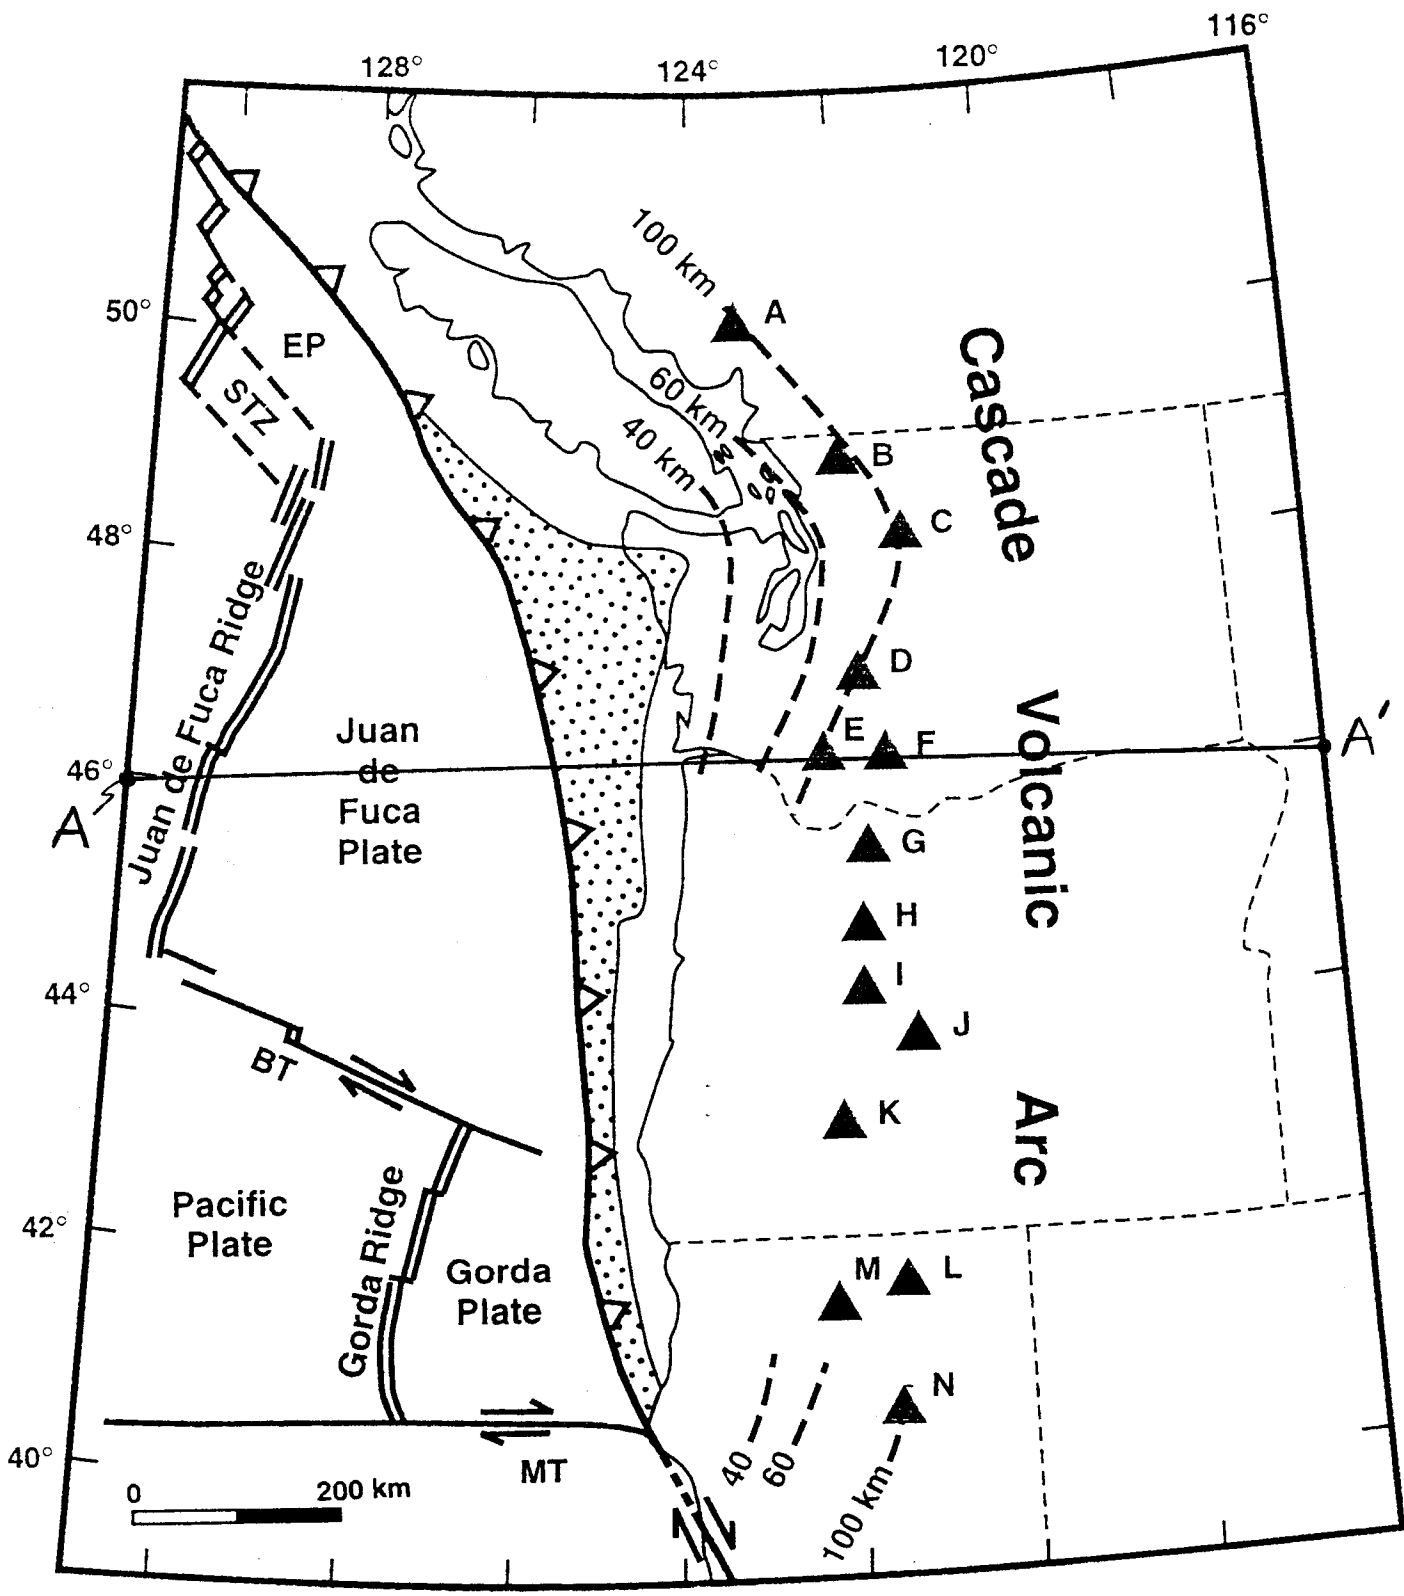 116°
128°
124°
120°
100 km
A
50°
EP
60 km
STZ
40 km
B
C
Cascade
48°
Juan de Fuca Ridge
D
Juan
de
Fuca
Plate
E
F
Volcanic
A'
46°
A
G
H
I
44°
J
BT
K
Arc
Pacific
Plate
42°
Gorda Ridge
Gorda
Plate
M
L
N
40
60
100 km
40°
MT
0
200 km